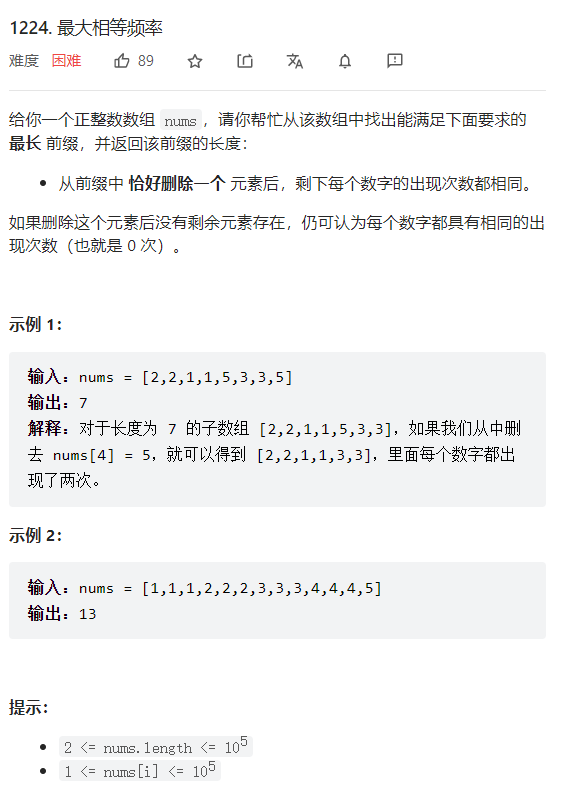 1224. 最大相等频率
难度 困难 89
给你一个正整数数组 nums，请你帮忙从该数组中找出能满足下面要求的
最长 前缀，并返回该前缀的长度：
• 从前缀中 恰好删除一个 元素后，剩下每个数字的出现次数都相同。
如果删除这个元素后没有剩余元素存在，仍可认为每个数字都具有相同的出
现次数（也就是 0 次）。
示例 1：
输入：nums = [2,2,1,1,5,3,3,5]
输出：7
解释：对于长度为 7 的子数组 [2,2,1,1,5,3,3]，如果我们从中删
去 nums[4] = 5，就可以得到 [2,2,1,1,3,3]，里面每个数字都出
现了两次。
示例 2：
输入：nums = [1,1,1,2,2,2,3,3,3,4,4,4,5]
输出：13
提示：
• 2 <= nums.length <= 10⁵
• 1 <= nums[i] <= 10⁵